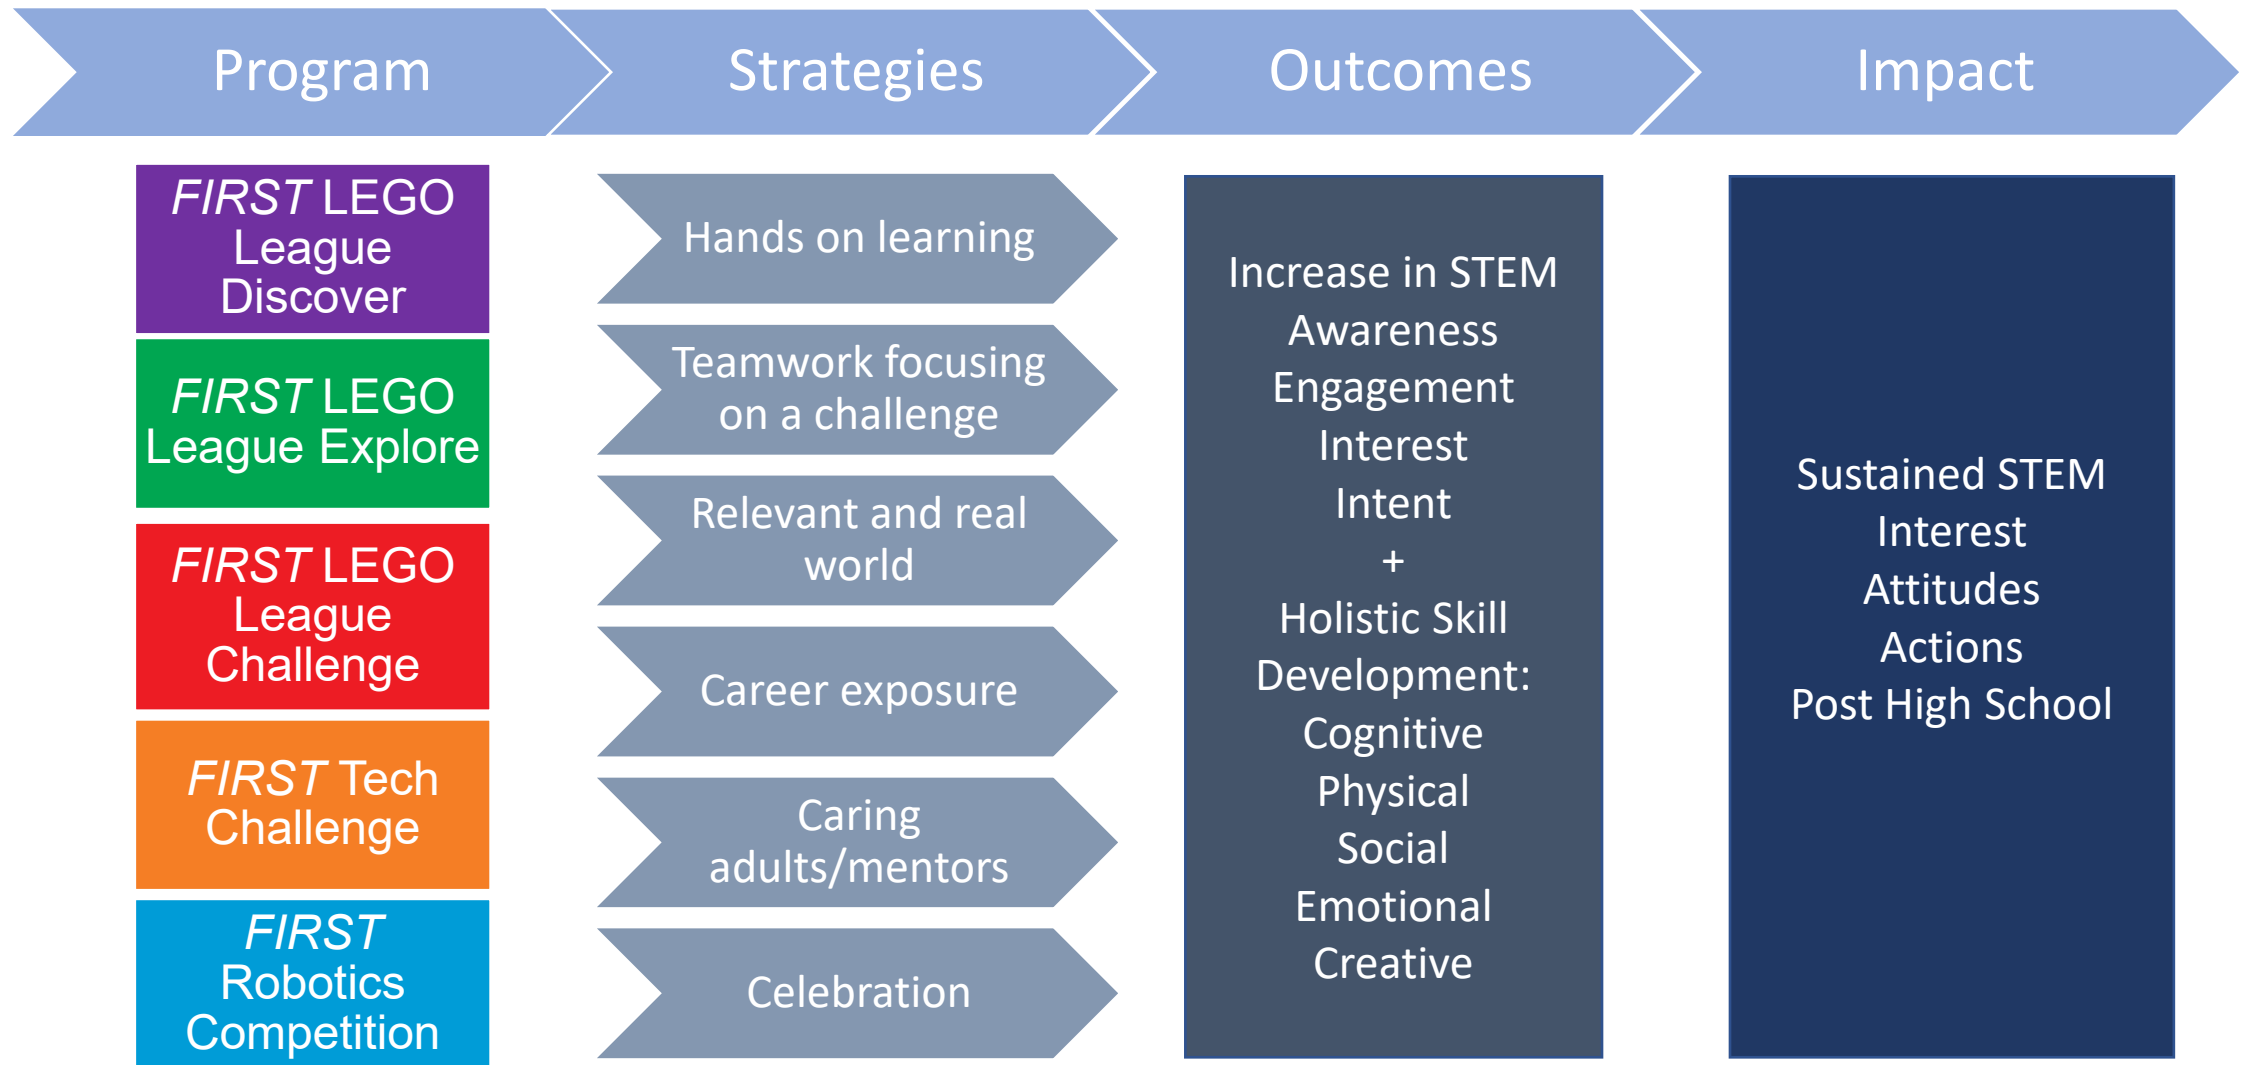 Program
Strategies
Outcomes
Impact
FIRST LEGO
League
Discover
FIRST LEGO
League Explore
FIRST LEGO
League
Challenge
FIRST Tech
Challenge
FIRST
Robotics
Competition
Hands on learning
Teamwork focusing
on a challenge
Relevant and real
world
Career exposure
Caring
adults/mentors
Celebration
Increase in STEM
Awareness
Engagement
Interest
Intent
+
Holistic Skill
Development:
Cognitive
Physical
Social
Emotional
Creative
Sustained STEM
Interest
Attitudes
Actions
Post High School